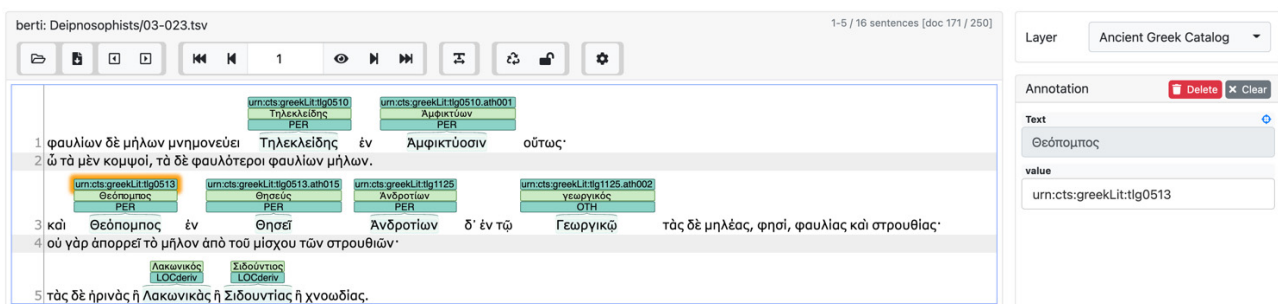 berti: Deipnosophists/03-023.tsv
1-5 / 16 sentences [doc 171 / 250]
Layer
Ancient Greek Catalog
1
Annotation
Delete
Clear
Text
Θεόπομπος
value
urn:cts:greekLit:tlg0513
urn:cts:greekLit:tlg0510 urn:cts:greekLit:tlg0510.ath001
Τηλεκλείδης Ἀμφικτύων
PER PER
1 φαυλίων δὲ μήλων μνημονεύει Τηλεκλείδης ἐν Ἀμφικτύοσιν οὕτως·
2 ὦ τὰ μὲν κομψοί, τὰ δὲ φαυλότεροι φαυλίων μήλων.
urn:cts:greekLit:tlg0513 urn:cts:greekLit:tlg0513.ath015 urn:cts:greekLit:tlg1125 urn:cts:greekLit:tlg1125.ath002
Θεόπομπος Θησεύς Ἀνδροτίων γεωργικός
PER PER PER OTH
3 καὶ Θεόπομπος ἐν Θησεῖ Ἀνδροτίων δ᾽ ἐν τῷ Γεωργικῷ τὰς δὲ μηλέας, φησί, φαυλίας καὶ στρουθίας·
4 οὐ γὰρ ἀπορρεῖ τὸ μῆλον ἀπὸ τοῦ μίσχου τῶν στρουθιῶν·
Λακωνικός Σιδούντιος
LOCderiv LOCderiv
5 τὰς δὲ ἠρινὰς ἢ Λακωνικὰς ἢ Σιδουντίας ἢ χνοωδίας.